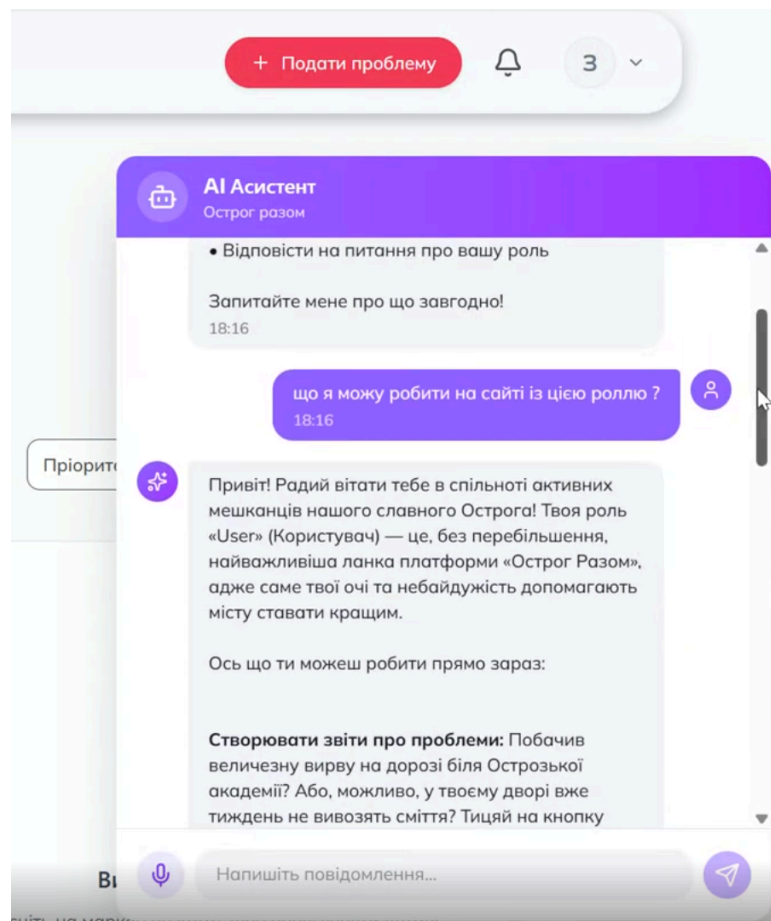 + Подати проблему
З
AI Асистент
Острог разом
• Відповісти на питання про вашу роль
Запитайте мене про що завгодно!
18:16
що я можу робити на сайті із цією роллю ?
18:16
Привіт! Радий вітати тебе в спільноті активних
мешканців нашого славного Острога! Твоя роль
«User» (Користувач) — це, без перебільшення,
найважливіша ланка платформи «Острог Разом»,
адже саме твої очі та небайдужість допомагають
місту ставати кращим.
Ось що ти можеш робити прямо зараз:
Створювати звіти про проблеми: Побачив
величезну вирву на дорозі біля Острозької
академії? Або, можливо, у твоєму дворі вже
тиждень не вивозять сміття? Тицяй на кнопку
Пріорит
Напишіть повідомлення...